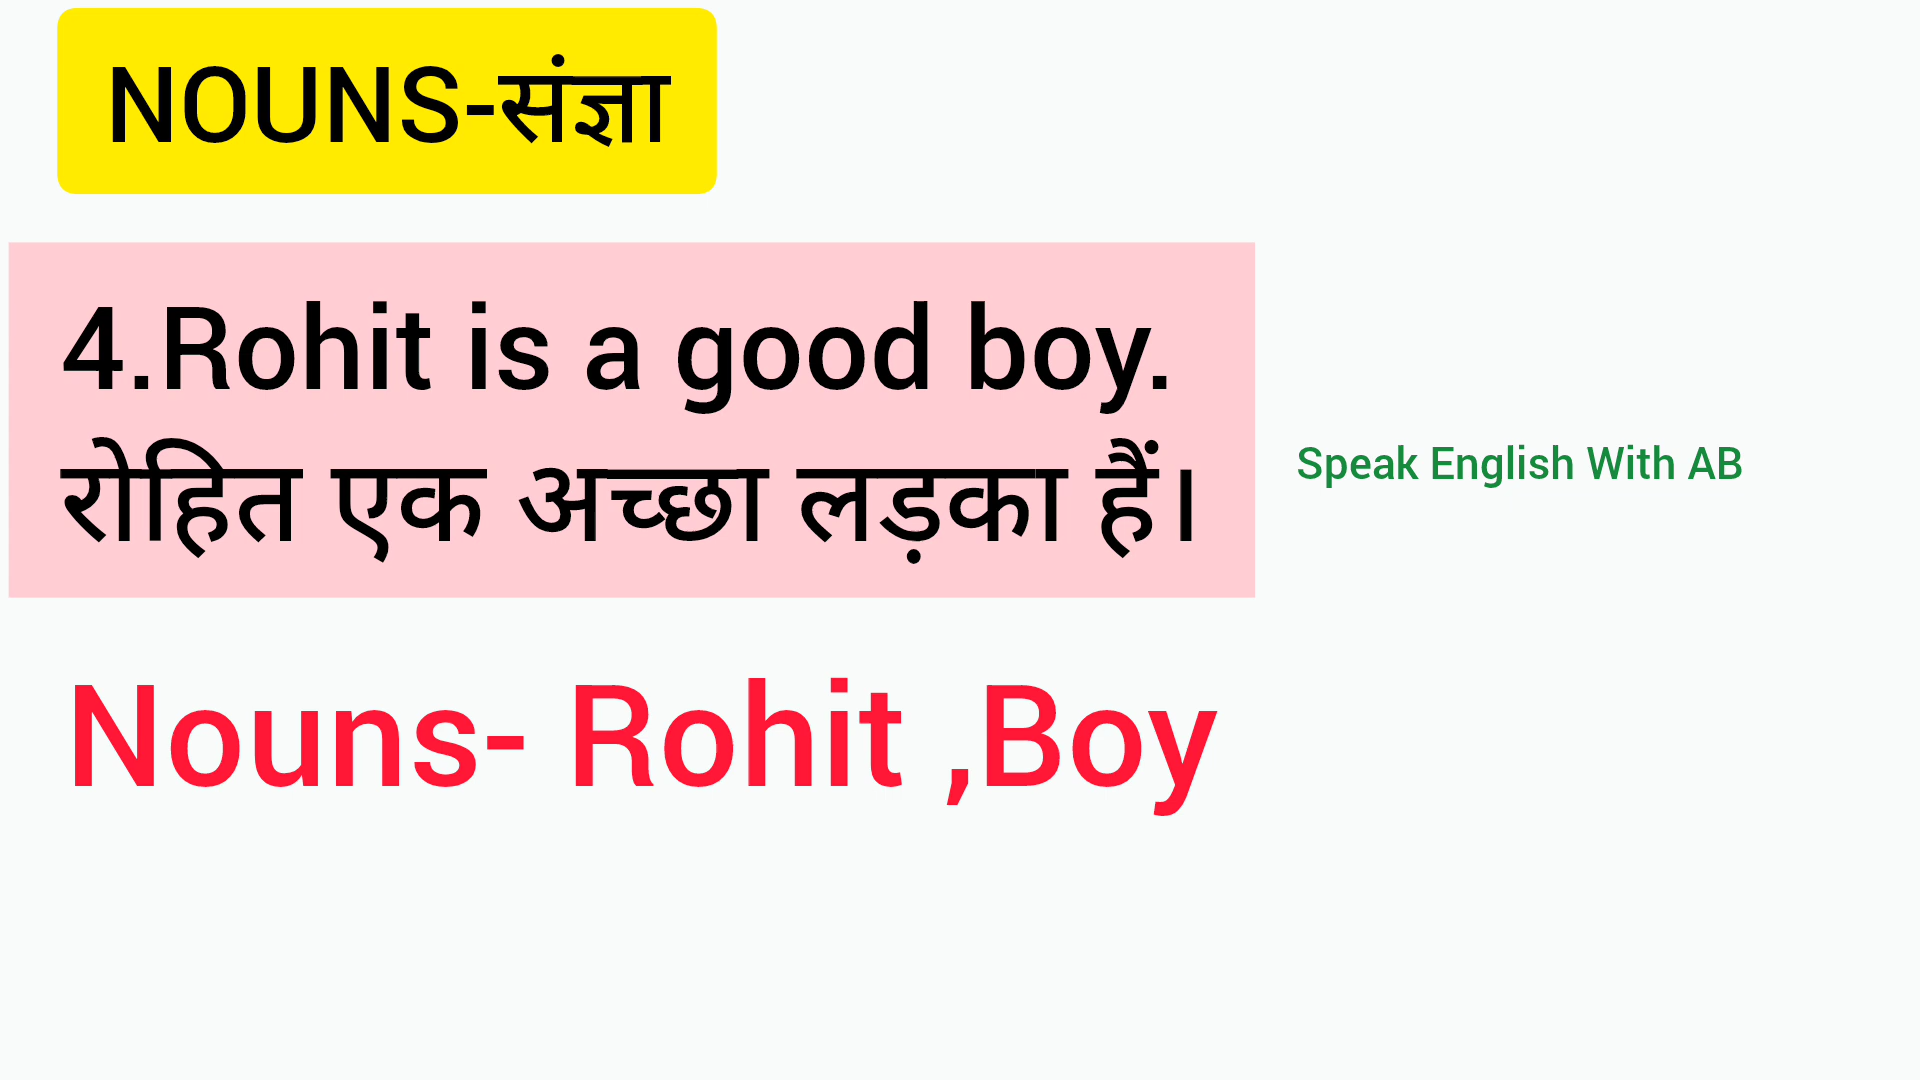 NOUNS-संज्ञा
4.Rohit is a good boy.
रोहित एक अच्छा लड़का हैं।
Speak English With AB
Nouns- Rohit ,Boy